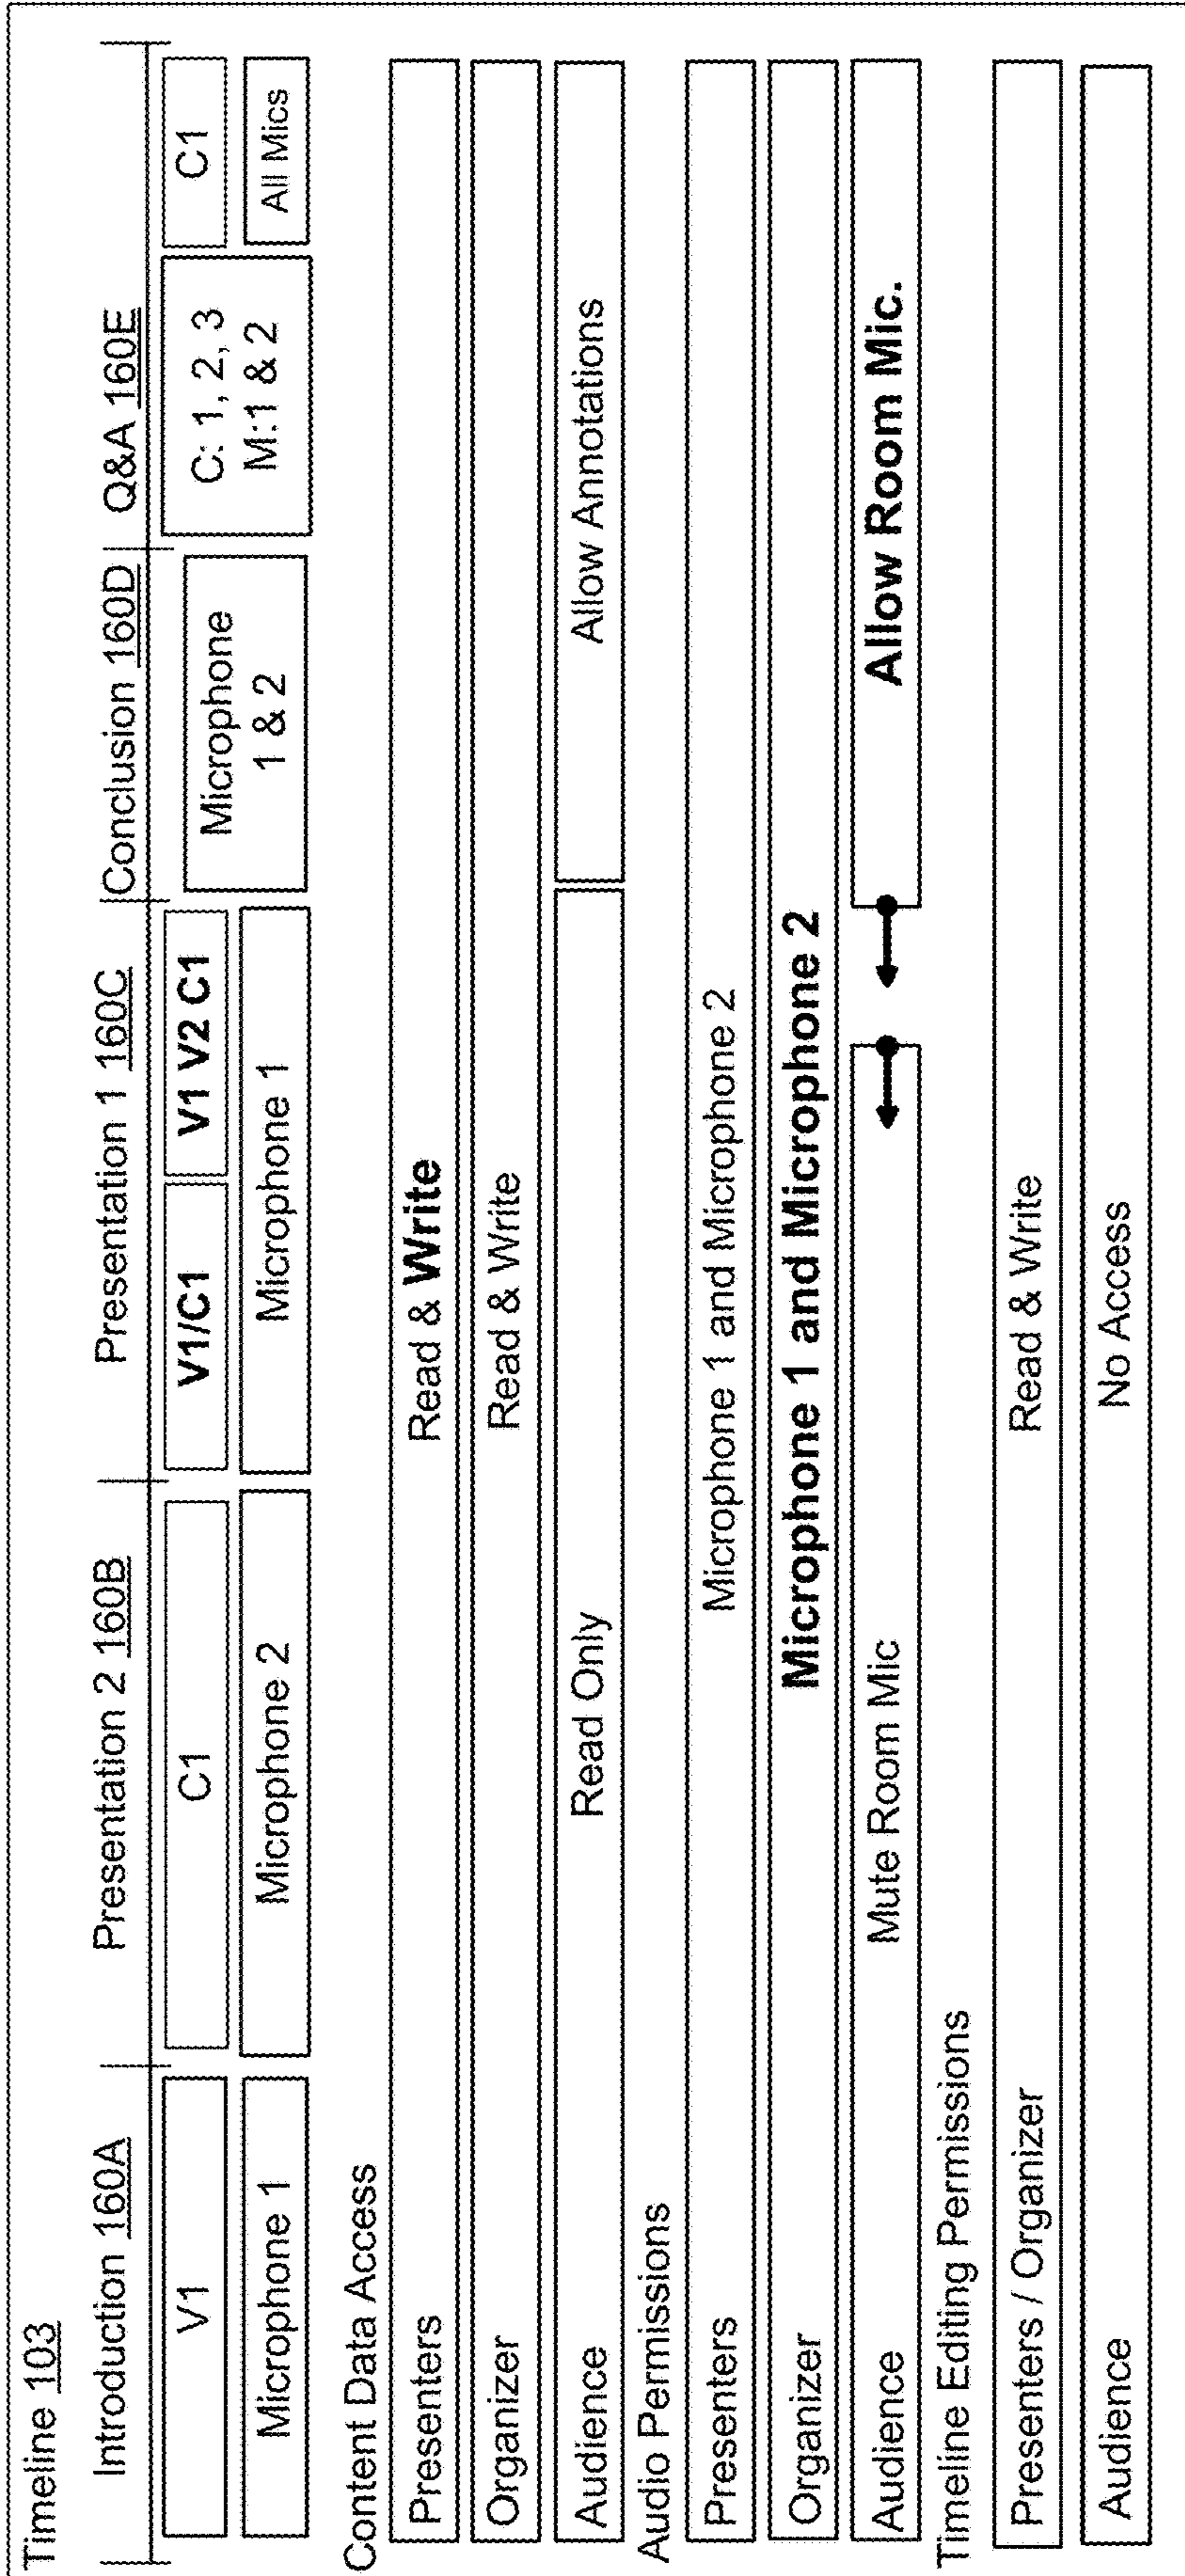 Timeline 103
Introduction 160A Presentation 2 160B Presentation 1 160C Conclusion 160D Q&A 160E
V1 C1 V1/C1 V1 V2 C1 Microphone 1 & 2 C: 1, 2, 3 M:1 & 2 C1
Microphone 1 Microphone 2 Microphone 1 All Mics
Content Data Access
Presenters Read & Write
Organizer Read & Write
Audience Read Only Allow Annotations
Audio Permissions
Presenters Microphone 1 and Microphone 2
Organizer Microphone 1 and Microphone 2
Audience Mute Room Mic Allow Room Mic.
Timeline Editing Permissions
Presenters / Organizer Read & Write
Audience No Access